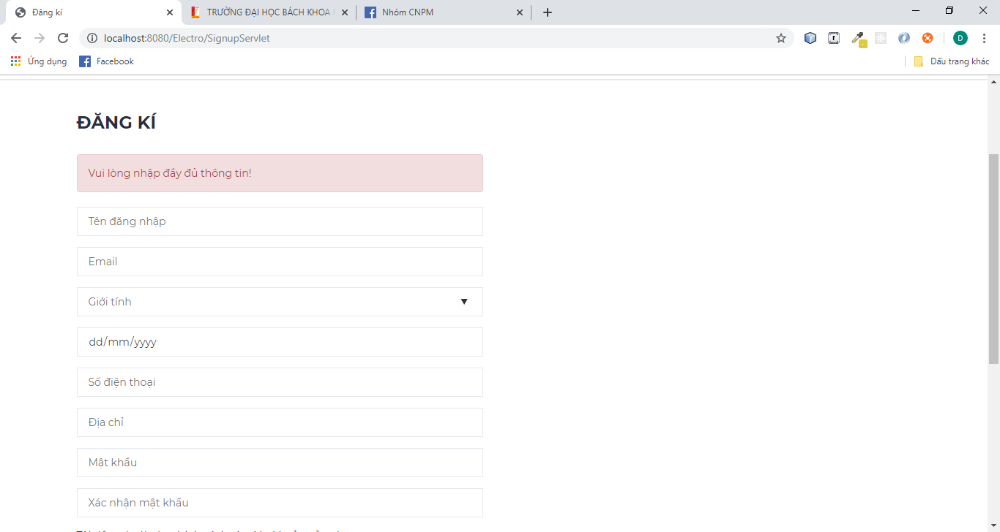 Đăng kí
TRƯỜNG ĐẠI HỌC BÁCH KHOA
Nhóm CNPM
localhost:8080/Electro/SignupServlet
D
Ứng dụng
Facebook
Dấu trang khác
ĐĂNG KÍ
Vui lòng nhập đầy đủ thông tin!
Tên đăng nhập
Email
Giới tính
dd/mm/yyyy
Số điện thoại
Địa chỉ
Mật khẩu
Xác nhận mật khẩu